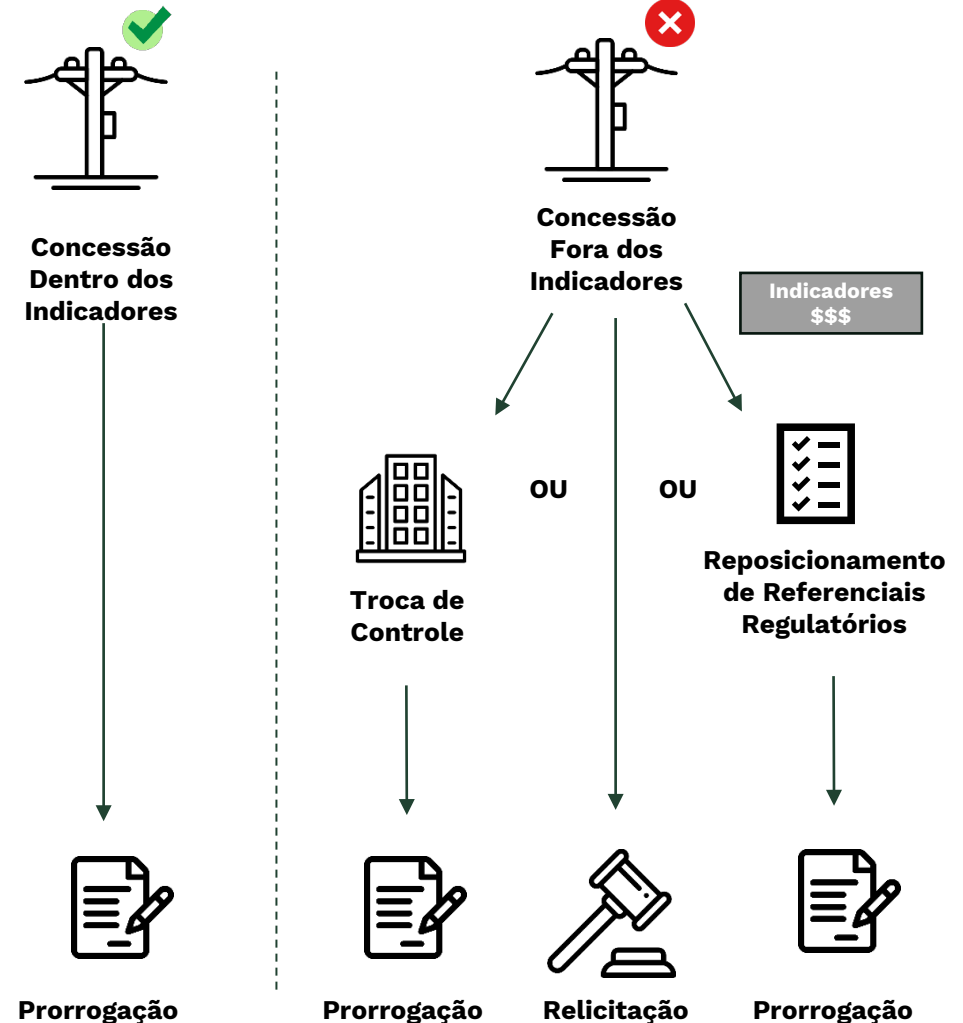 Concessão
Dentro dos
Indicadores
Concessão
Fora dos
Indicadores
Indicadores
$$$
OU
OU
Troca de
Controle
Reposicionamento
de Referenciais
Regulatórios
Prorrogação
Prorrogação
Relicitação
Prorrogação